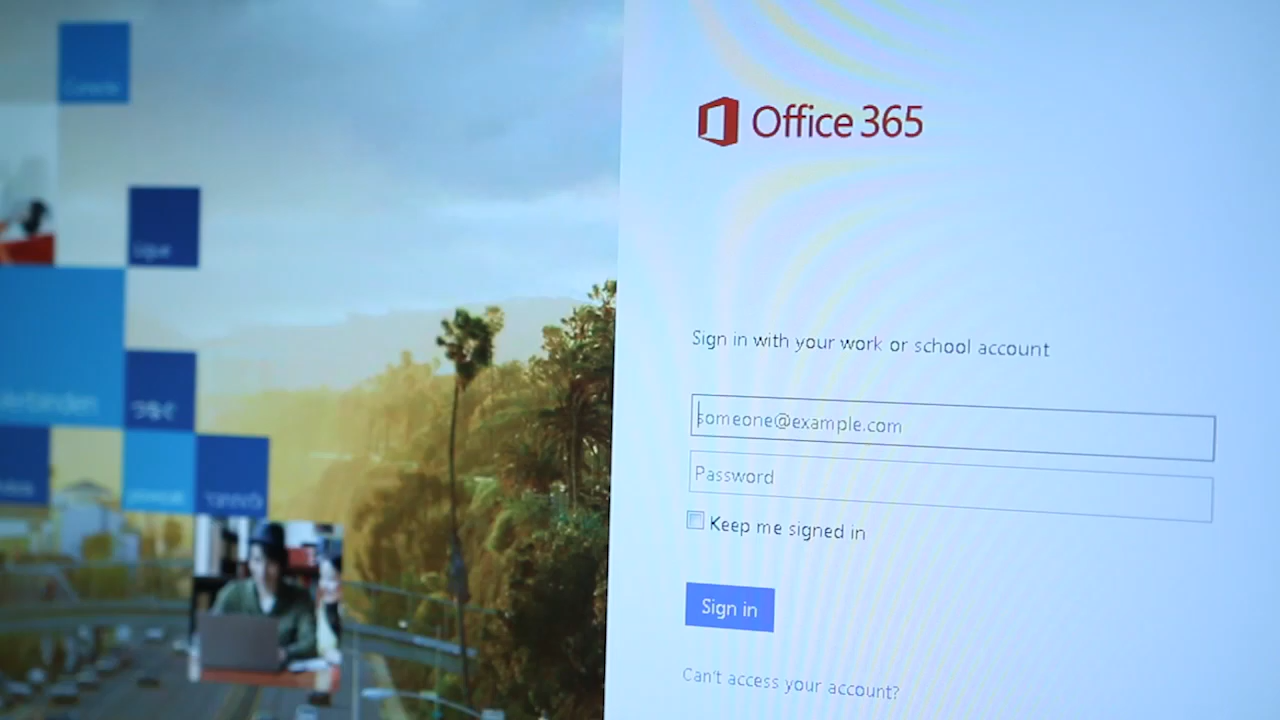 Office 365
Sign in with your work or school account
someone@example.com
Password
Keep me signed in
Sign in
Can't access your account?